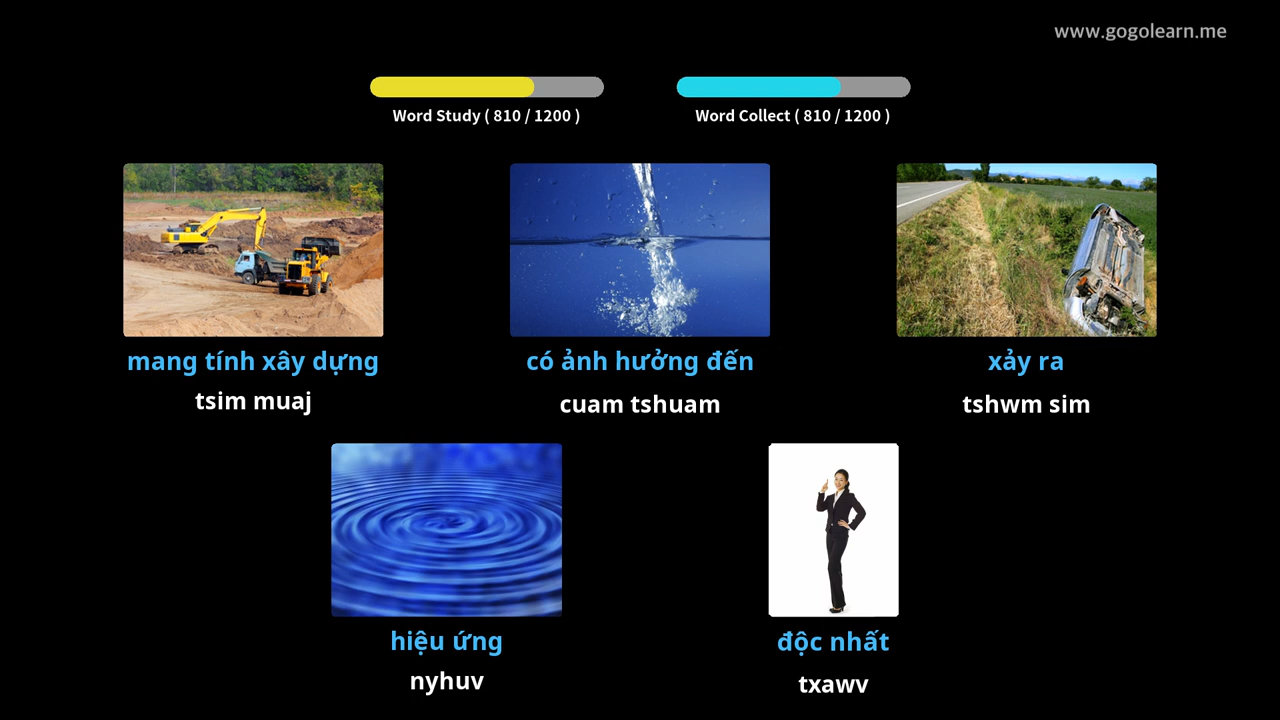 www.gogolearn.me
Word Study ( 810 / 1200 )
Word Collect ( 810 / 1200 )
mang tính xây dựng
tsim muaj
có ảnh hưởng đến
cuam tshuam
xảy ra
tshwm sim
hiệu ứng
nyhuv
độc nhất
txawv